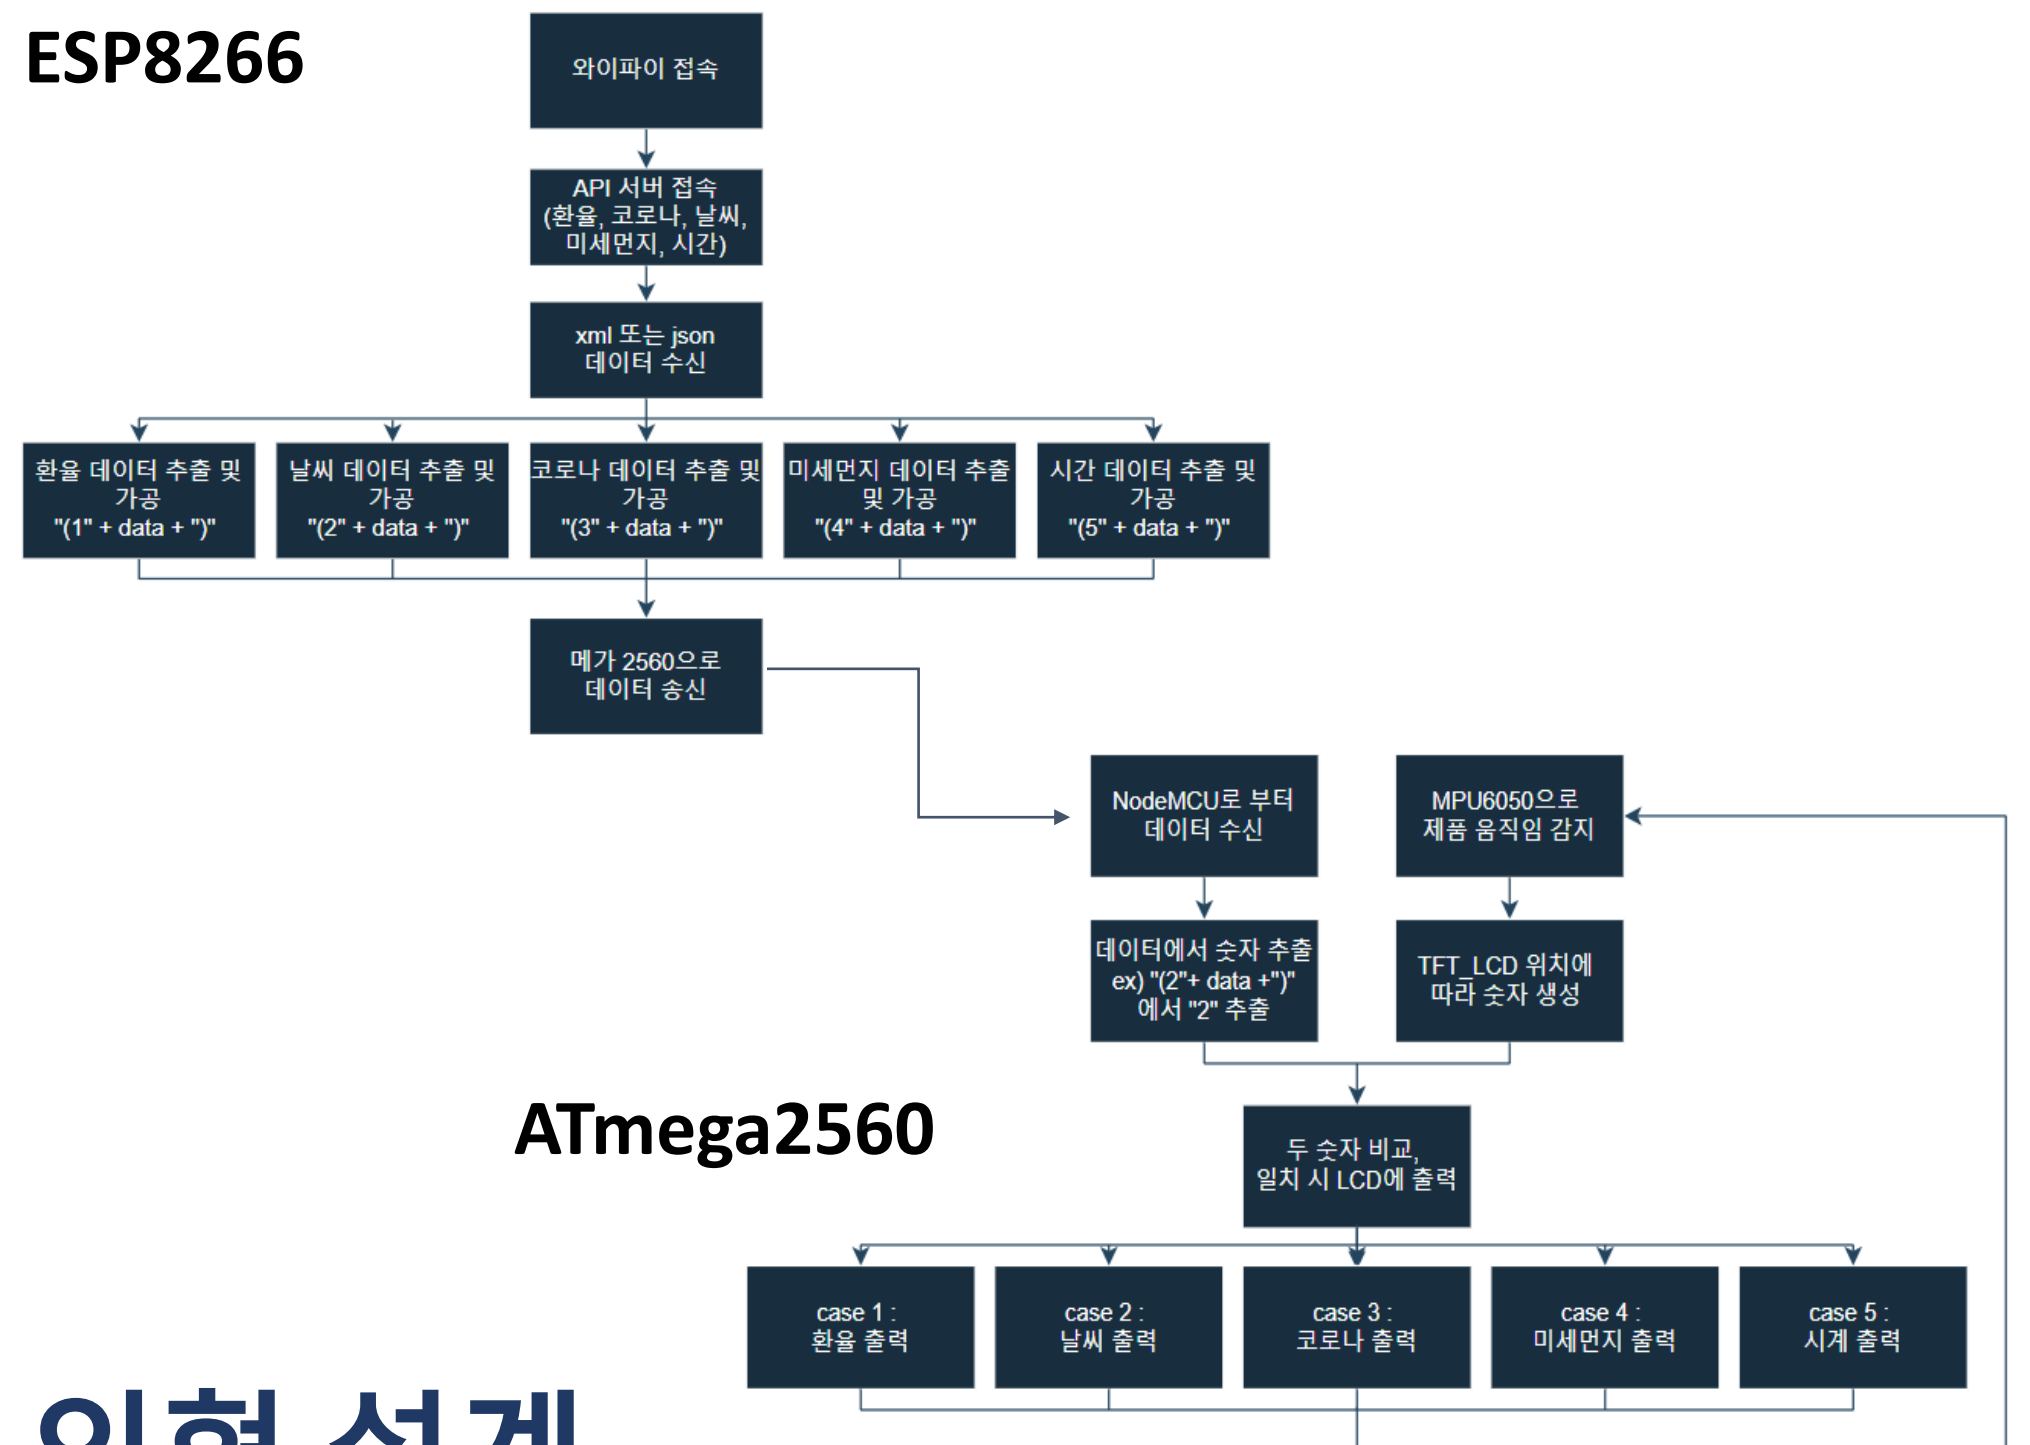 ESP8266
와이파이 접속
API 서버 접속
(환율, 코로나, 날씨,
미세먼지, 시간)
xml 또는 json
데이터 수신
환율 데이터 추출 및
가공
"(1" + data + ")"
날씨 데이터 추출 및
가공
"(2" + data + ")"
코로나 데이터 추출 및
가공
"(3" + data + ")"
미세먼지 데이터 추출
및 가공
"(4" + data + ")"
시간 데이터 추출 및
가공
"(5" + data + ")"
메가 2560으로
데이터 송신
NodeMCU로 부터
데이터 수신
MPU6050으로
제품 움직임 감지
데이터에서 숫자 추출
ex) "(2"+ data +")"
에서 "2" 추출
TFT_LCD 위치에
따라 숫자 생성
ATmega2560
두 숫자 비교,
일치 시 LCD에 출력
case 1 :
환율 출력
case 2 :
날씨 출력
case 3 :
코로나 출력
case 4 :
미세먼지 출력
case 5 :
시계 출력